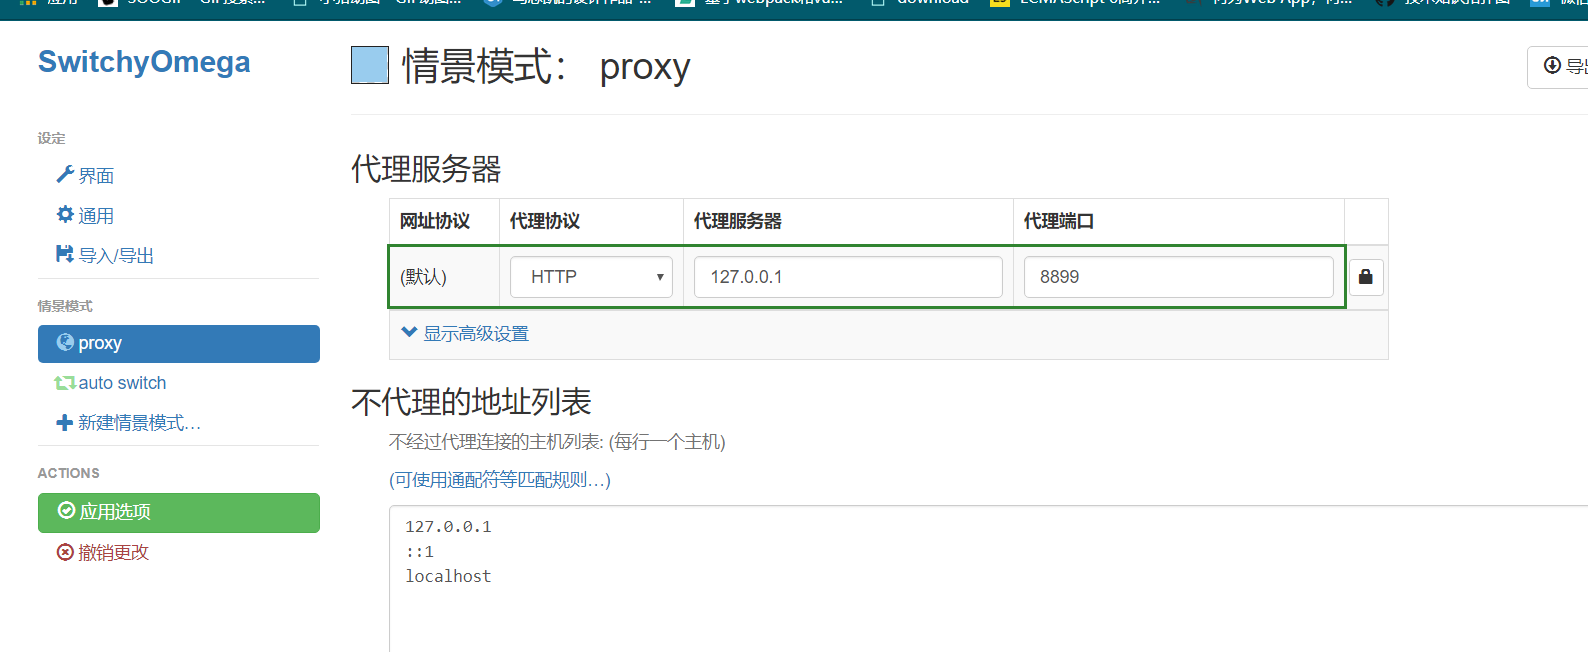 SwitchyOmega
设定
界面
通用
导入/导出
情景模式
proxy
auto switch
新建情景模式…
ACTIONS
应用选项
撤销更改
情景模式： proxy
代理服务器
网址协议 代理协议 代理服务器 代理端口
(默认) HTTP 127.0.0.1 8899
显示高级设置
不代理的地址列表
不经过代理连接的主机列表: (每行一个主机)
(可使用通配符等匹配规则…)
127.0.0.1
::1
localhost